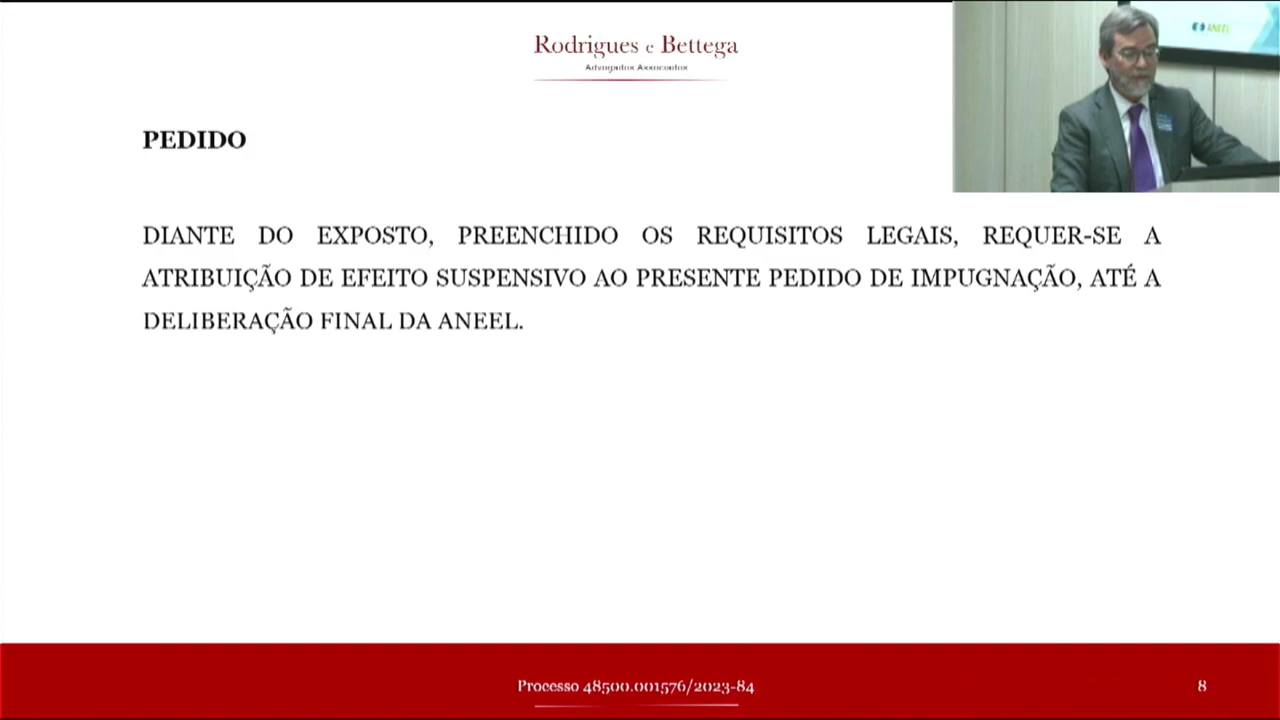 Rodrigues e Bettega
Advogados Associados
ANEEL
PEDIDO
DIANTE DO EXPOSTO, PREENCHIDO OS REQUISITOS LEGAIS, REQUER-SE A
ATRIBUIÇÃO DE EFEITO SUSPENSIVO AO PRESENTE PEDIDO DE IMPUGNAÇÃO, ATÉ A
DELIBERAÇÃO FINAL DA ANEEL.
Processo 48500.001576/2023-84
8